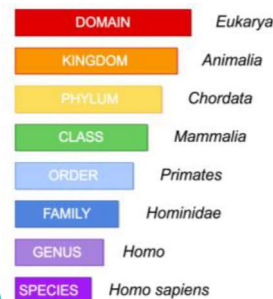 DOMAIN Eukarya
KINGDOM Animalia
PHYLUM Chordata
CLASS Mammalia
ORDER Primates
FAMILY Hominidae
GENUS Homo
SPECIES Homo sapiens